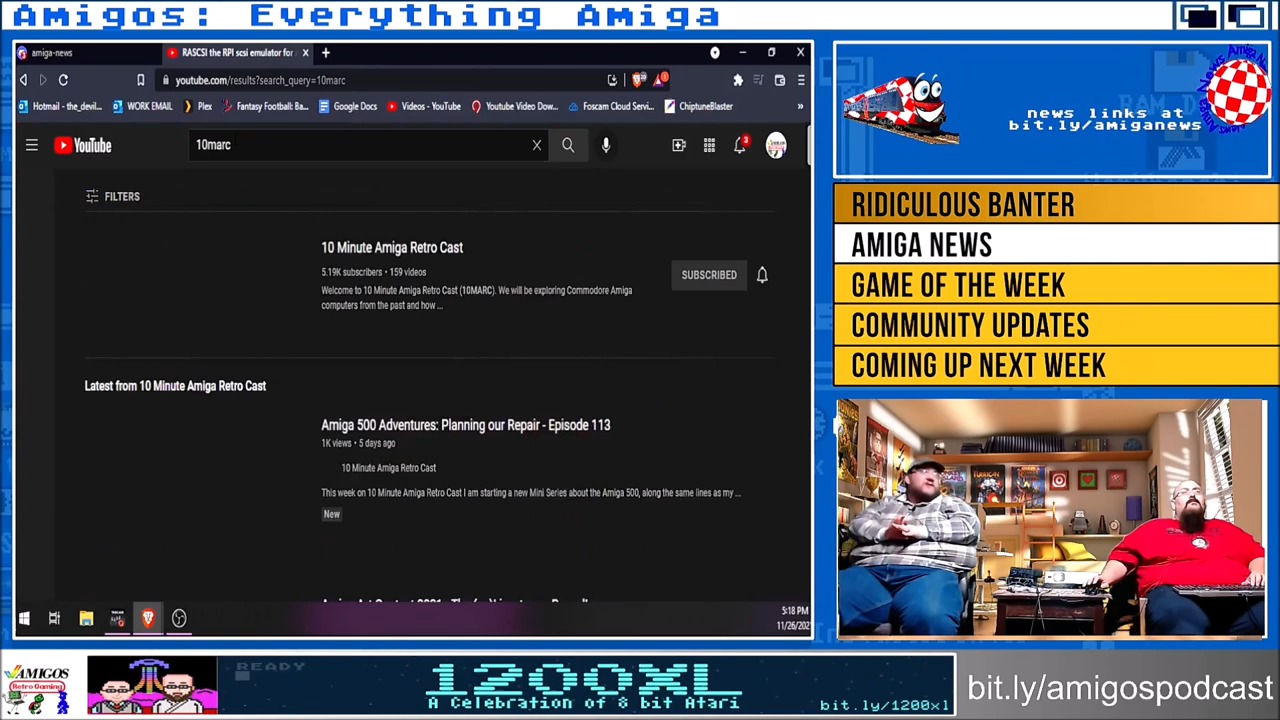 Amigos: Everything Amiga
amiga-news
RASCSI the RPI scsi emulator for
youtube.com/results?search_query=10marc
Hotmail - the_devil...
WORK EMAIL
Plex
Fantasy Football: Ba...
Google Docs
Videos - YouTube
Youtube Video Dow...
Foscam Cloud Servi...
ChiptuneBlaster
YouTube
10marc
3
FILTERS
10 Minute Amiga Retro Cast
5.19K subscribers • 159 videos
Welcome to 10 Minute Amiga Retro Cast (10MARC). We will be exploring Commodore Amiga
computers from the past and how ...
SUBSCRIBED
Latest from 10 Minute Amiga Retro Cast
Amiga 500 Adventures: Planning our Repair - Episode 113
1K views • 5 days ago
10 Minute Amiga Retro Cast
This week on 10 Minute Amiga Retro Cast I am starting a new Mini Series about the Amiga 500, along the same lines as my ...
New
5:18 PM
11/26/202
news links at
bit.ly/amiganews
RIDICULOUS BANTER
AMIGA NEWS
GAME OF THE WEEK
COMMUNITY UPDATES
COMING UP NEXT WEEK
AMIGOS
Retro Gaming
READY
1200XL
A Celebration of 8 bit Atari
bit.ly/1200xl
bit.ly/amigospodcast